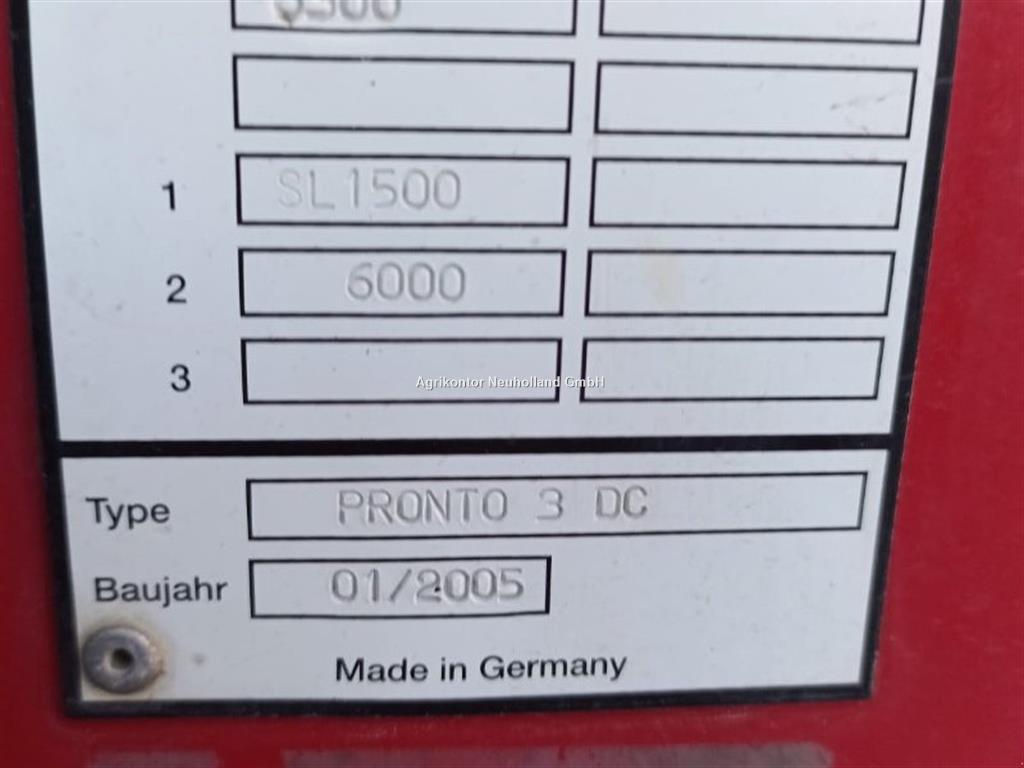 1 SL1500
2 6000
3
Agrikontor Neuholland GmbH
Type PRONTO 3 DC
Baujahr 01/2005
Made in Germany